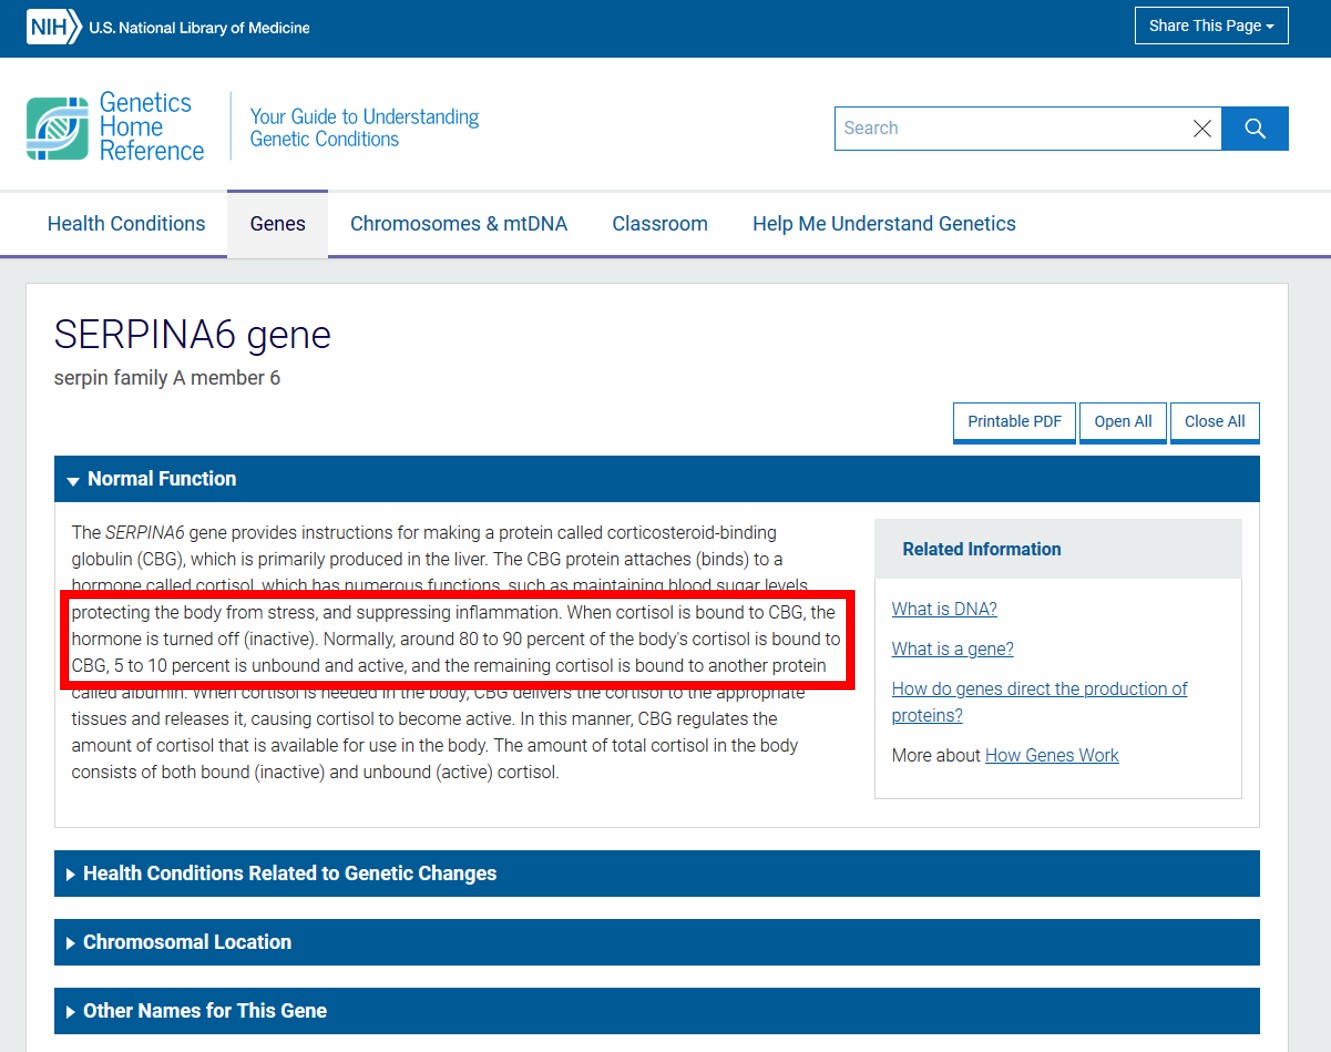 NIH U.S. National Library of Medicine
Share This Page
Genetics
Home
Reference
Your Guide to Understanding
Genetic Conditions
Search
Health Conditions
Genes
Chromosomes & mtDNA
Classroom
Help Me Understand Genetics
SERPINA6 gene
serpin family A member 6
Printable PDF
Open All
Close All
Normal Function
The SERPINA6 gene provides instructions for making a protein called corticosteroid-binding
globulin (CBG), which is primarily produced in the liver. The CBG protein attaches (binds) to a
hormone called cortisol, which has numerous functions, such as maintaining blood sugar levels,
protecting the body from stress, and suppressing inflammation. When cortisol is bound to CBG, the
hormone is turned off (inactive). Normally, around 80 to 90 percent of the body's cortisol is bound to
CBG, 5 to 10 percent is unbound and active, and the remaining cortisol is bound to another protein
called albumin. When cortisol is needed in the body, CBG delivers the cortisol to the appropriate
tissues and releases it, causing cortisol to become active. In this manner, CBG regulates the
amount of cortisol that is available for use in the body. The amount of total cortisol in the body
consists of both bound (inactive) and unbound (active) cortisol.
Related Information
What is DNA?
What is a gene?
How do genes direct the production of
proteins?
More about How Genes Work
Health Conditions Related to Genetic Changes
Chromosomal Location
Other Names for This Gene